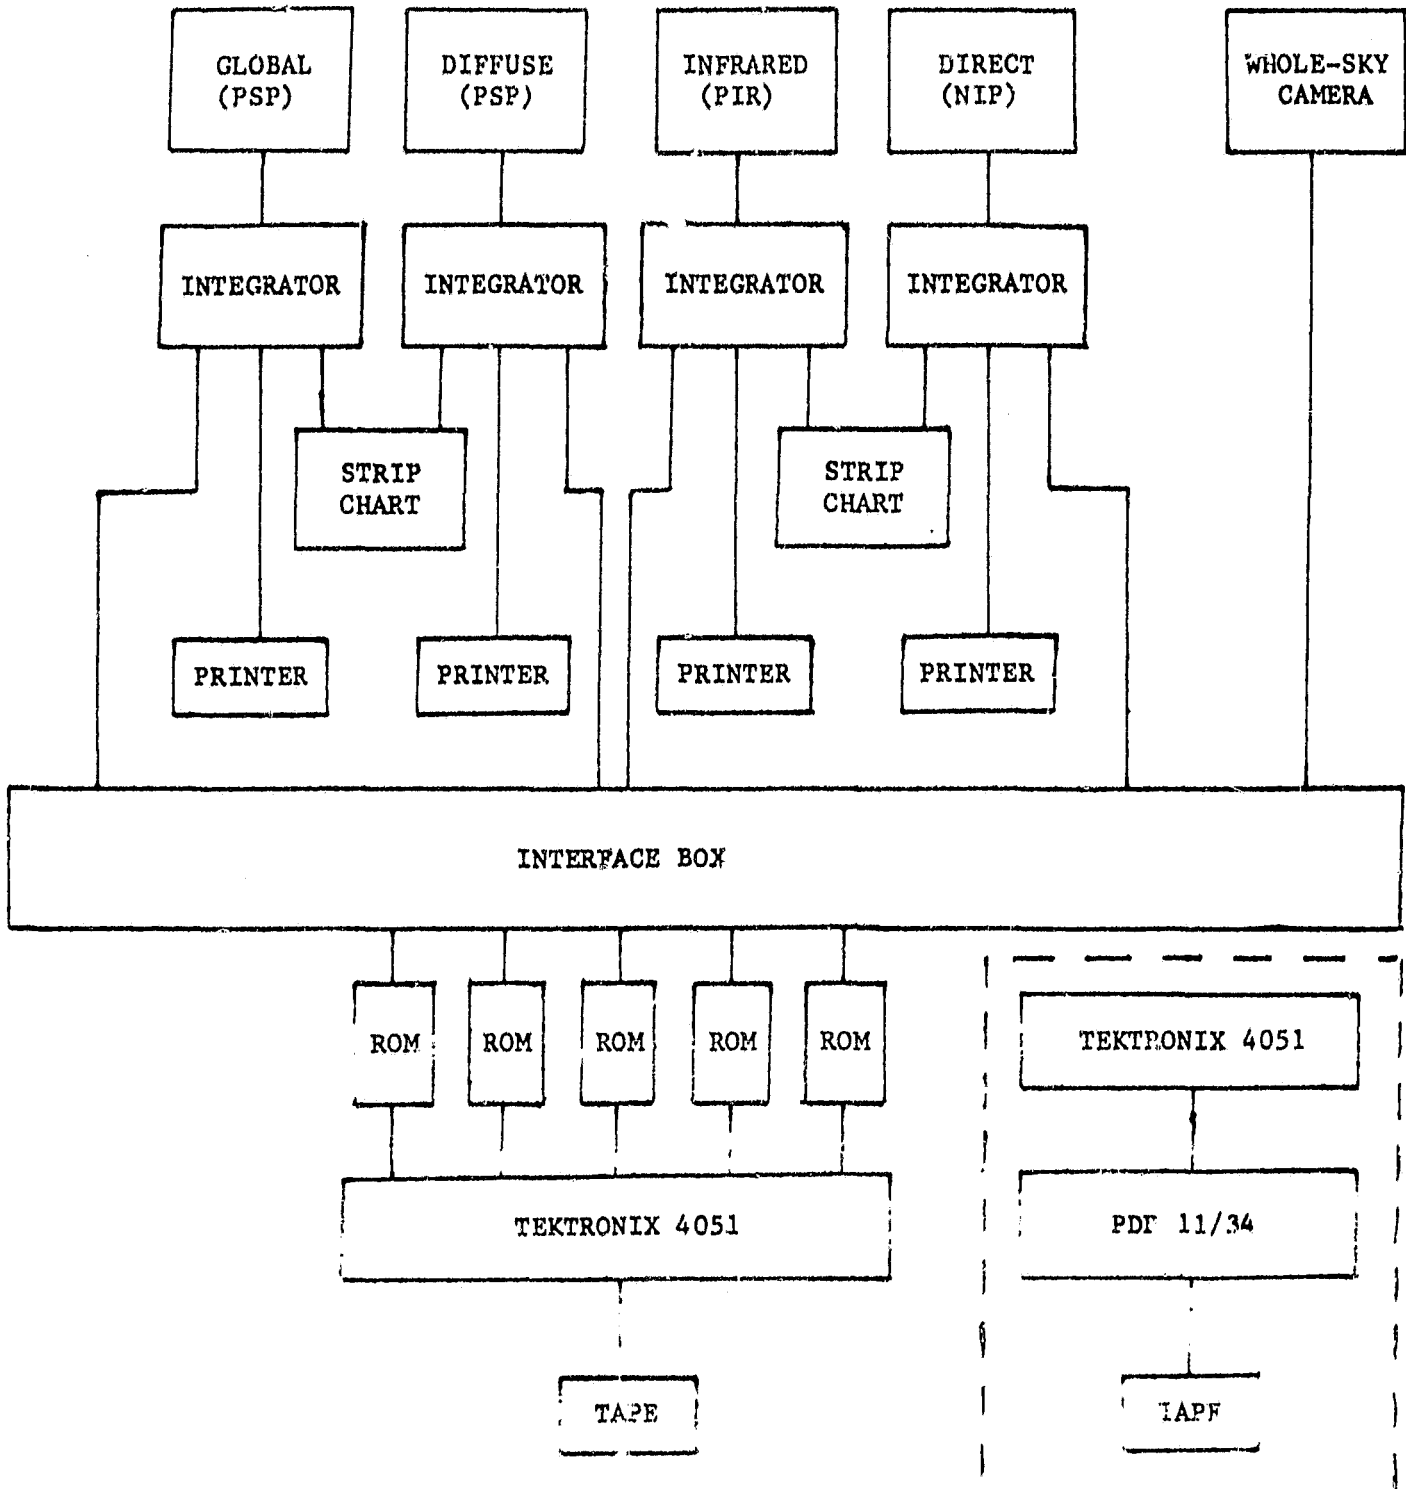 GLOBAL
(PSP)
DIFFUSE
(PSP)
INFRARED
(PIR)
DIRECT
(NIP)
WHOLE-SKY
CAMERA
INTEGRATOR
INTEGRATOR
INTEGRATOR
INTEGRATOR
STRIP
CHART
STRIP
CHART
PRINTER
PRINTER
PRINTER
PRINTER
INTERFACE BOX
ROM
ROM
ROM
ROM
ROM
TEKTRONIX 4051
TEKTRONIX 4051
PDP 11/34
TAPE
TAPE